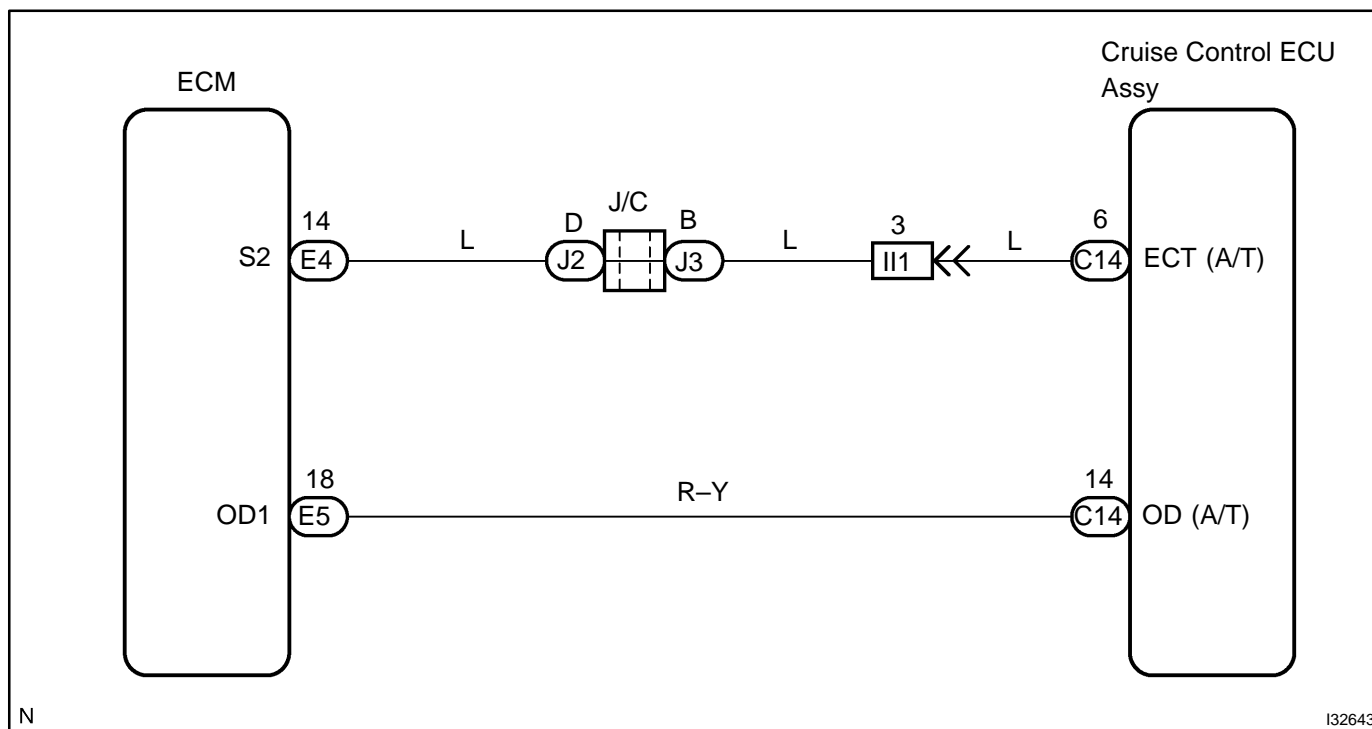 Cruise Control ECU
Assy
ECM
J/C
14
D
B
3
6
S2
E4
L
J2
J3
L
II1
L
C14
ECT (A/T)
18
R–Y
14
OD1
E5
C14
OD (A/T)
N
I32643